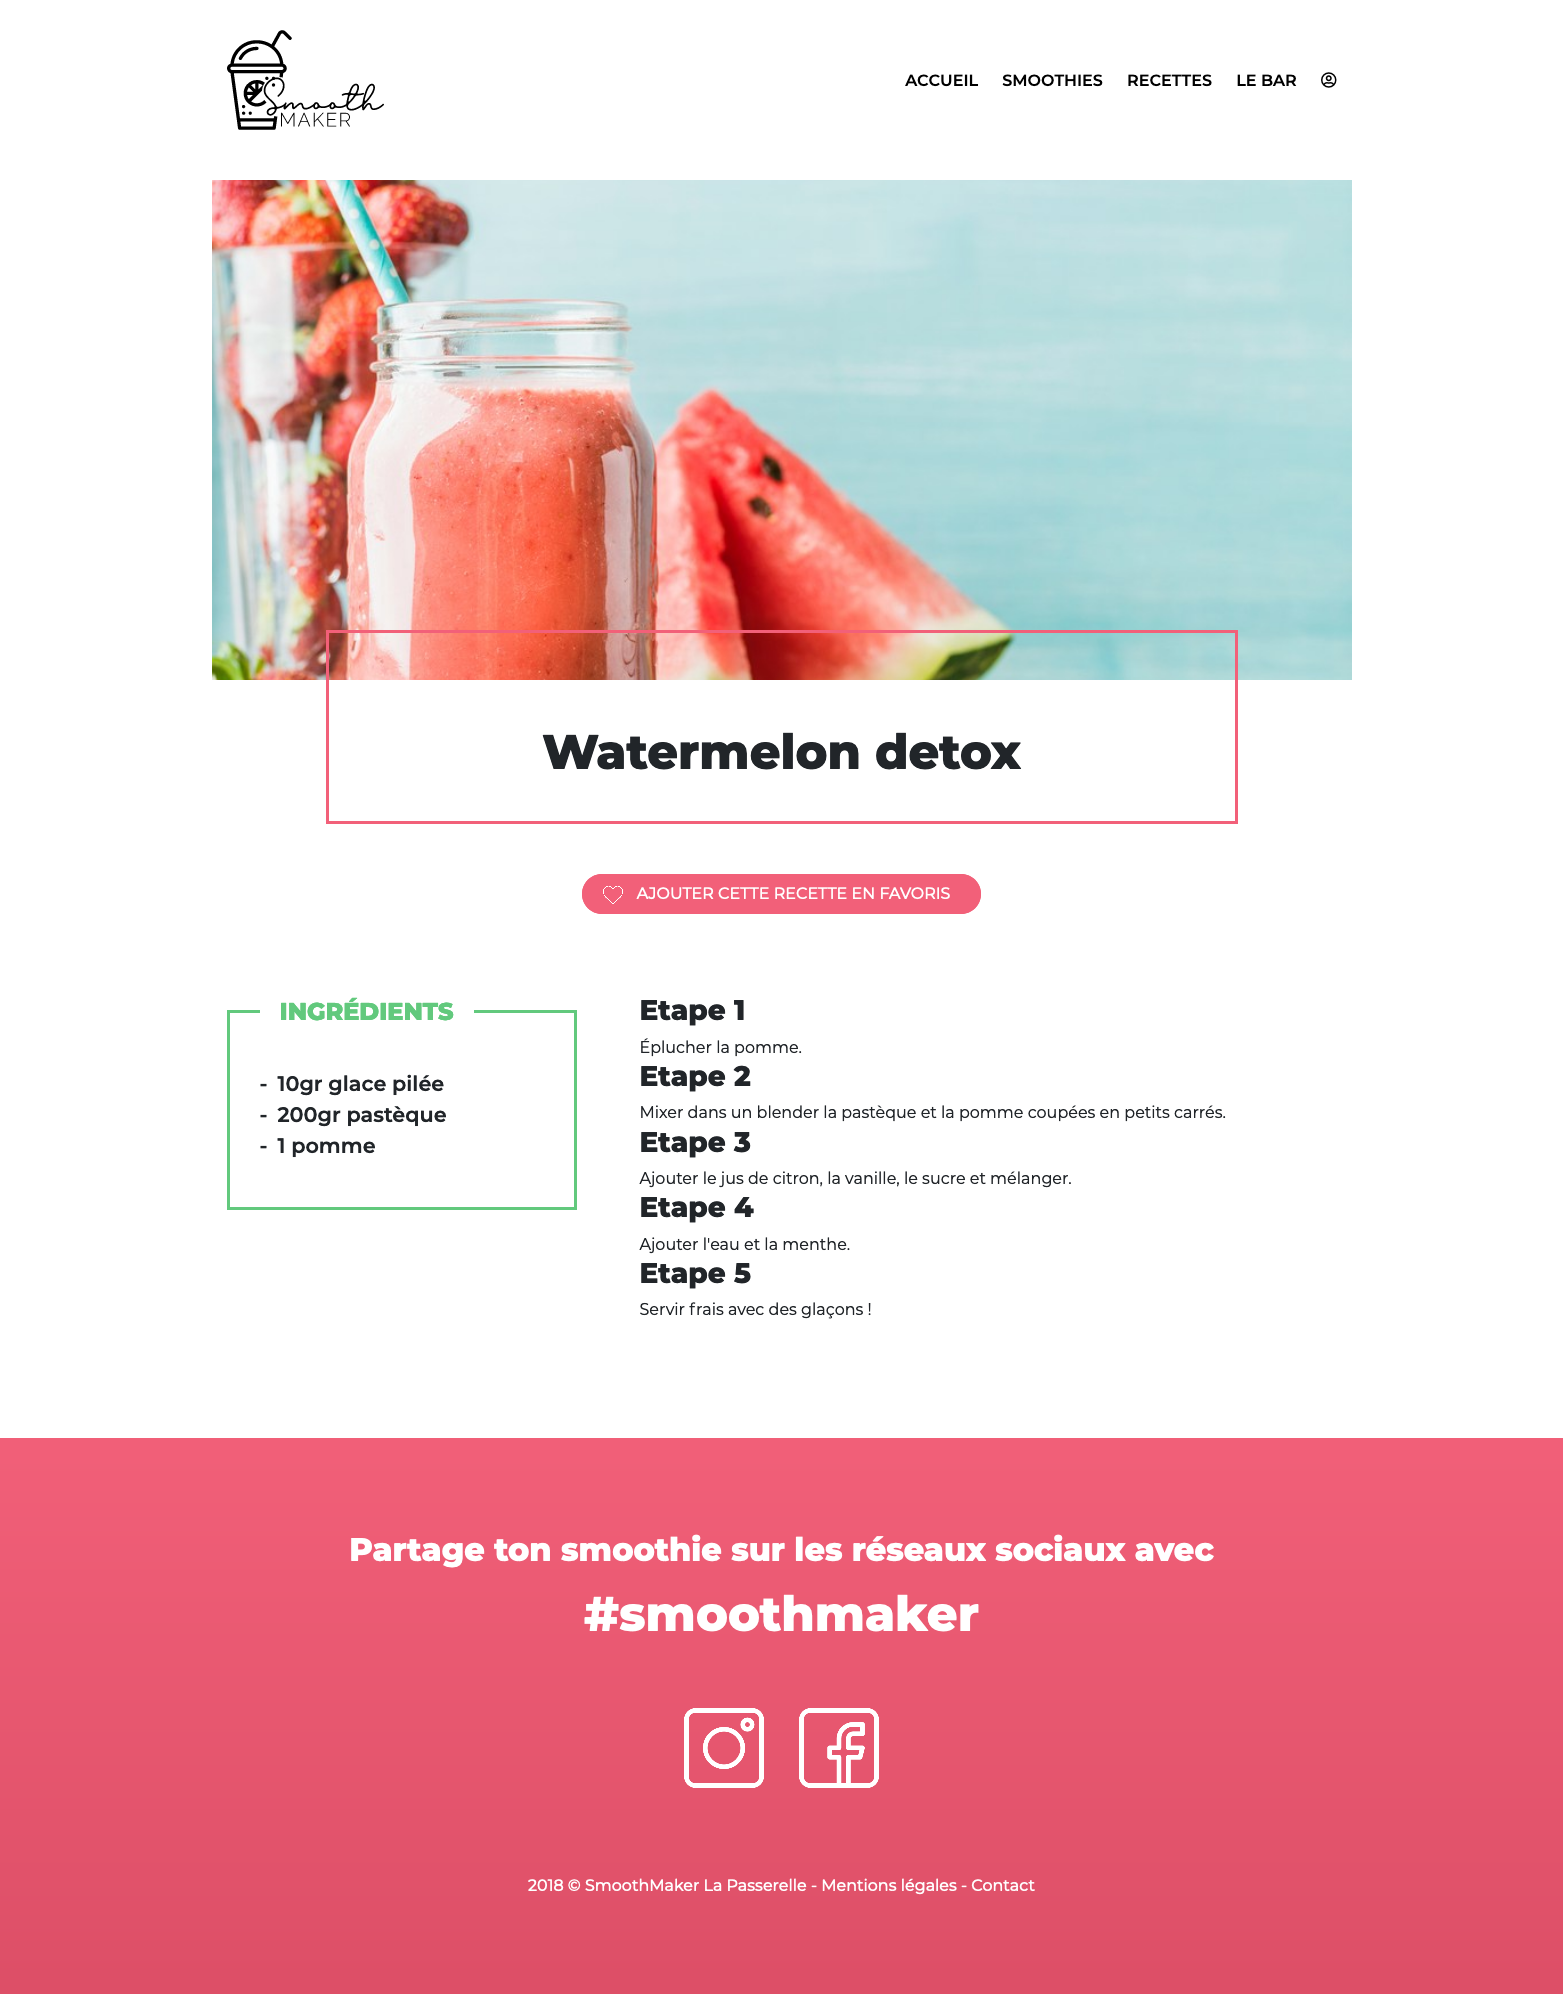 Smooth
MAKER
ACCUEIL SMOOTHIES RECETTES LE BAR
Watermelon detox
AJOUTER CETTE RECETTE EN FAVORIS
INGRÉDIENTS
- 10gr glace pilée
- 200gr pastèque
- 1 pomme
Etape 1
Éplucher la pomme.
Etape 2
Mixer dans un blender la pastèque et la pomme coupées en petits carrés.
Etape 3
Ajouter le jus de citron, la vanille, le sucre et mélanger.
Etape 4
Ajouter l'eau et la menthe.
Etape 5
Servir frais avec des glaçons !
Partage ton smoothie sur les réseaux sociaux avec
#smoothmaker
2018 © SmoothMaker La Passerelle - Mentions légales - Contact